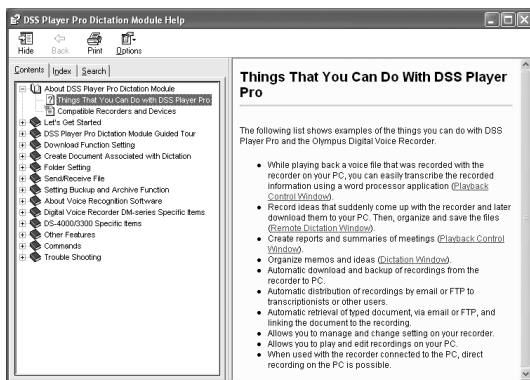 DSS Player Pro Dictation Module Help
Hide Back Print Options
Contents Index Search
About DSS Player Pro Dictation Module
Things That You Can Do with DSS Player Pro
Compatible Recorders and Devices
Let's Get Started
DSS Player Pro Dictation Module Guided Tour
Download Function Setting
Create Document Associated with Dictation
Folder Setting
Send/Receive File
Setting Buckup and Archive Function
About Voice Recognition Software
Digital Voice Recorder DM-series Specific Items
DS-4000/3300 Specific Items
Other Features
Commands
Trouble Shooting
Things That You Can Do With DSS Player
Pro
The following list shows examples of the things you can do with DSS
Player Pro and the Olympus Digital Voice Recorder.
While playing back a voice file that was recorded with the
recorder on your PC, you can easily transcribe the recorded
information using a word processor application (Playback
Control Window).
Record ideas that suddenly come up with the recorder and later
download them to your PC. Then, organize and save the files
(Remote Dictation Window).
Create reports and summaries of meetings (Playback Control
Window).
Organize memos and ideas (Dictation Window).
Automatic download and backup of recordings from the
recorder to PC.
Automatic distribution of recordings by email or FTP to
transcriptionists or other users.
Automatic retrieval of typed document, via email or FTP, and
linking the document to the recording.
Allows you to manage and change setting on your recorder.
Allows you to play and edit recordings on your PC.
When used with the recorder connected to the PC, direct
recording on the PC is possible.